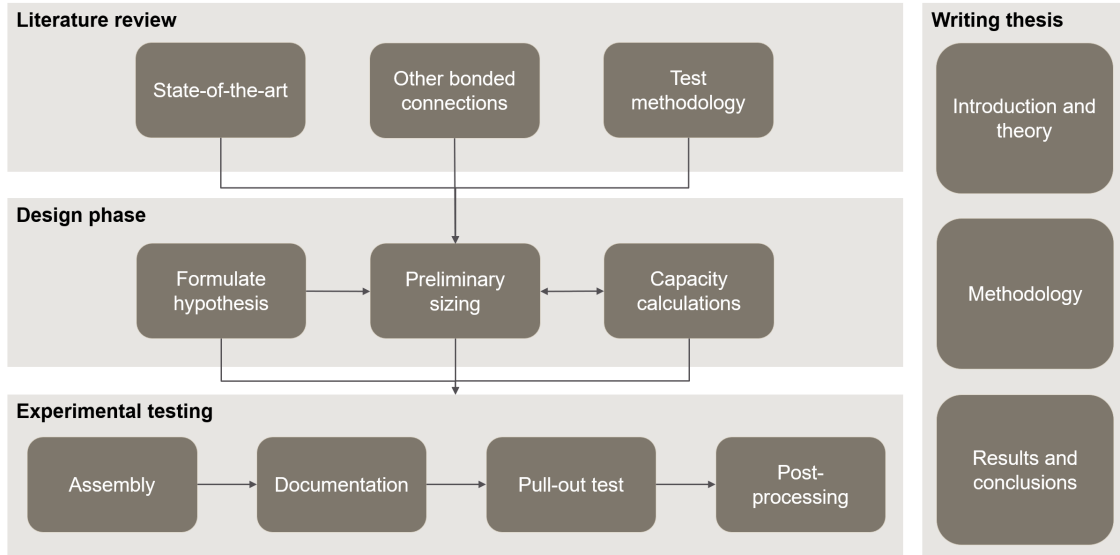 Literature review
State-of-the-art
Other bonded
connections
Test
methodology
Design phase
Formulate
hypothesis
Preliminary
sizing
Capacity
calculations
Experimental testing
Assembly
Documentation
Pull-out test
Post-
processing
Writing thesis
Introduction and
theory
Methodology
Results and
conclusions